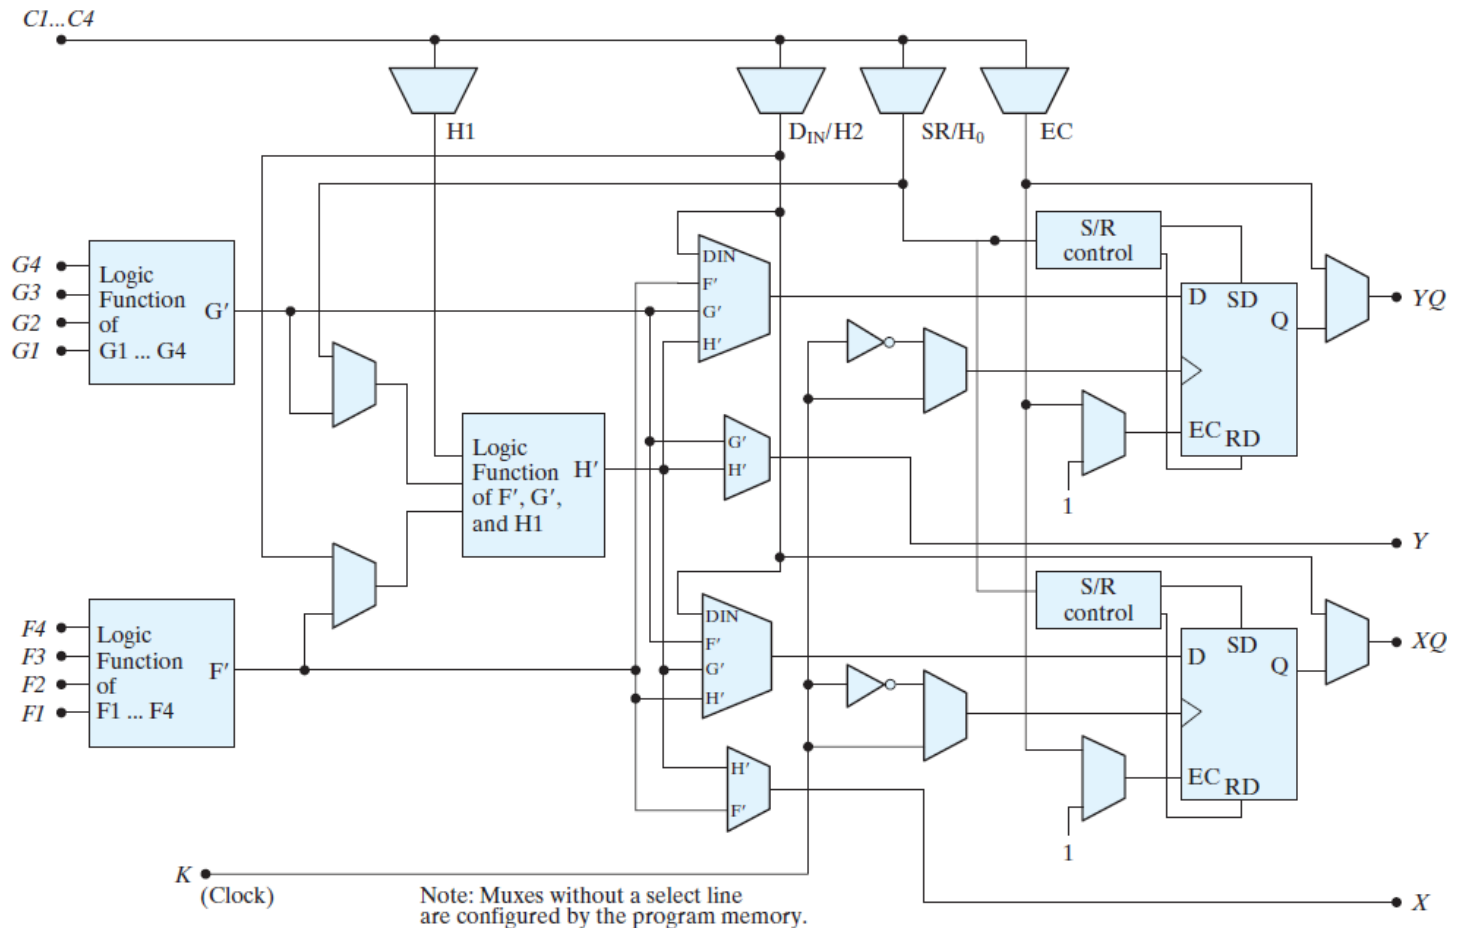 C1...C4
H1
DIN/H2
SR/H0
EC
G4
G3
G2
G1
Logic
Function
of
G1 ... G4
G′
DIN
F′
G′
H′
S/R
control
D
SD
Q
EC
RD
YQ
1
Logic
Function
of F′, G′,
and H1
H′
G′
H′
Y
F4
F3
F2
F1
Logic
Function
of
F1 ... F4
F′
DIN
F′
G′
H′
S/R
control
D
SD
Q
EC
RD
XQ
1
H′
F′
K
(Clock)
Note: Muxes without a select line
are configured by the program memory.
X